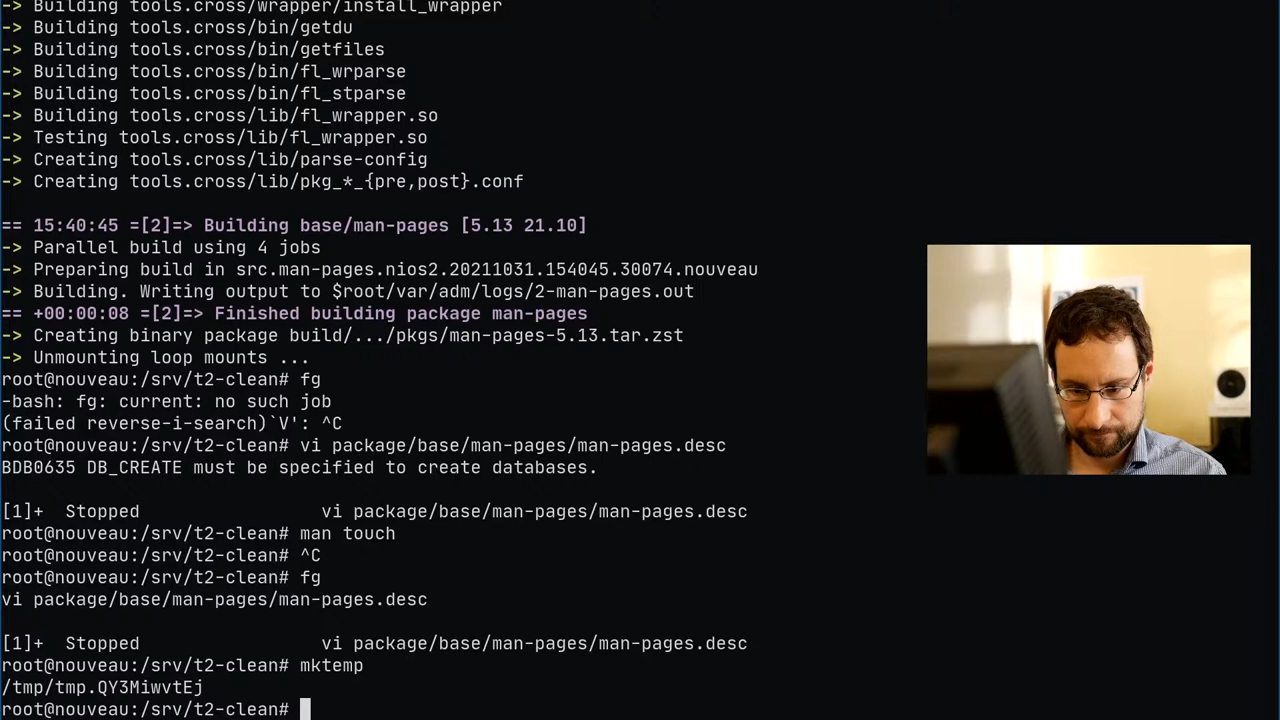 -> Building tools.cross/wrapper/install_wrapper
-> Building tools.cross/bin/getdu
-> Building tools.cross/bin/getfiles
-> Building tools.cross/bin/fl_wrparse
-> Building tools.cross/bin/fl_stparse
-> Building tools.cross/lib/fl_wrapper.so
-> Testing tools.cross/lib/fl_wrapper.so
-> Creating tools.cross/lib/parse-config
-> Creating tools.cross/lib/pkg_*_{pre,post}.conf
== 15:40:45 =[2]=> Building base/man-pages [5.13 21.10]
-> Parallel build using 4 jobs
-> Preparing build in src.man-pages.nios2.20211031.154045.30074.nouveau
-> Building. Writing output to $root/var/adm/logs/2-man-pages.out
== +00:00:08 =[2]=> Finished building package man-pages
-> Creating binary package build/.../pkgs/man-pages-5.13.tar.zst
-> Unmounting loop mounts ...
root@nouveau:/srv/t2-clean# fg
-bash: fg: current: no such job
(failed reverse-i-search)`V': ^C
root@nouveau:/srv/t2-clean# vi package/base/man-pages/man-pages.desc
BDB0635 DB_CREATE must be specified to create databases.
[1]+  Stopped                 vi package/base/man-pages/man-pages.desc
root@nouveau:/srv/t2-clean# man touch
root@nouveau:/srv/t2-clean# ^C
root@nouveau:/srv/t2-clean# fg
vi package/base/man-pages/man-pages.desc
[1]+  Stopped                 vi package/base/man-pages/man-pages.desc
root@nouveau:/srv/t2-clean# mktemp
/tmp/tmp.QY3MiwvtEj
root@nouveau:/srv/t2-clean#